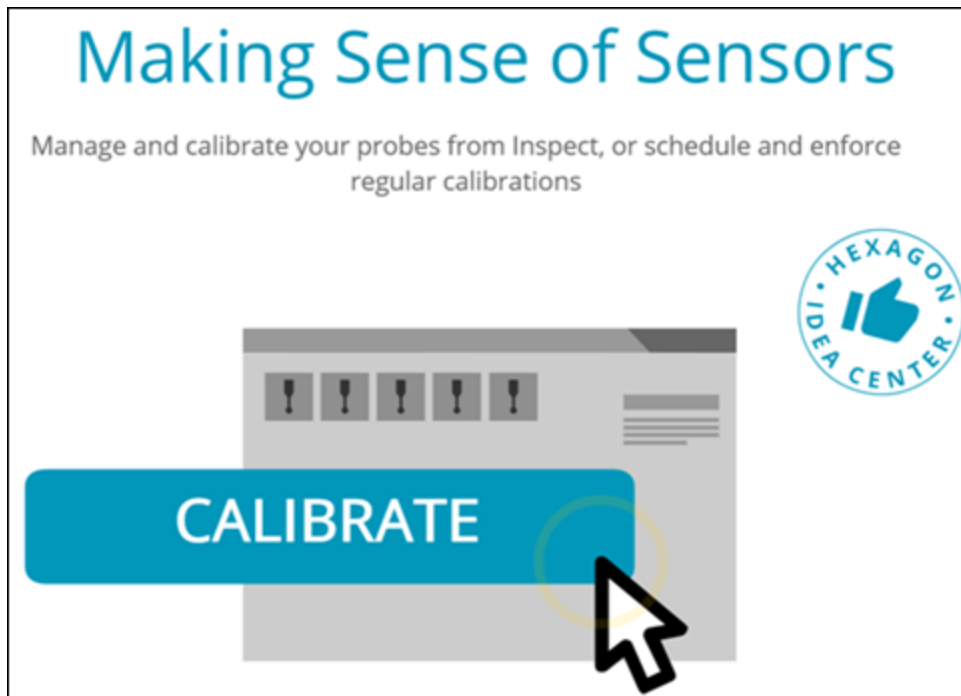 Making Sense of Sensors
Manage and calibrate your probes from Inspect, or schedule and enforce
regular calibrations
HEXAGON
IDEA CENTER
CALIBRATE